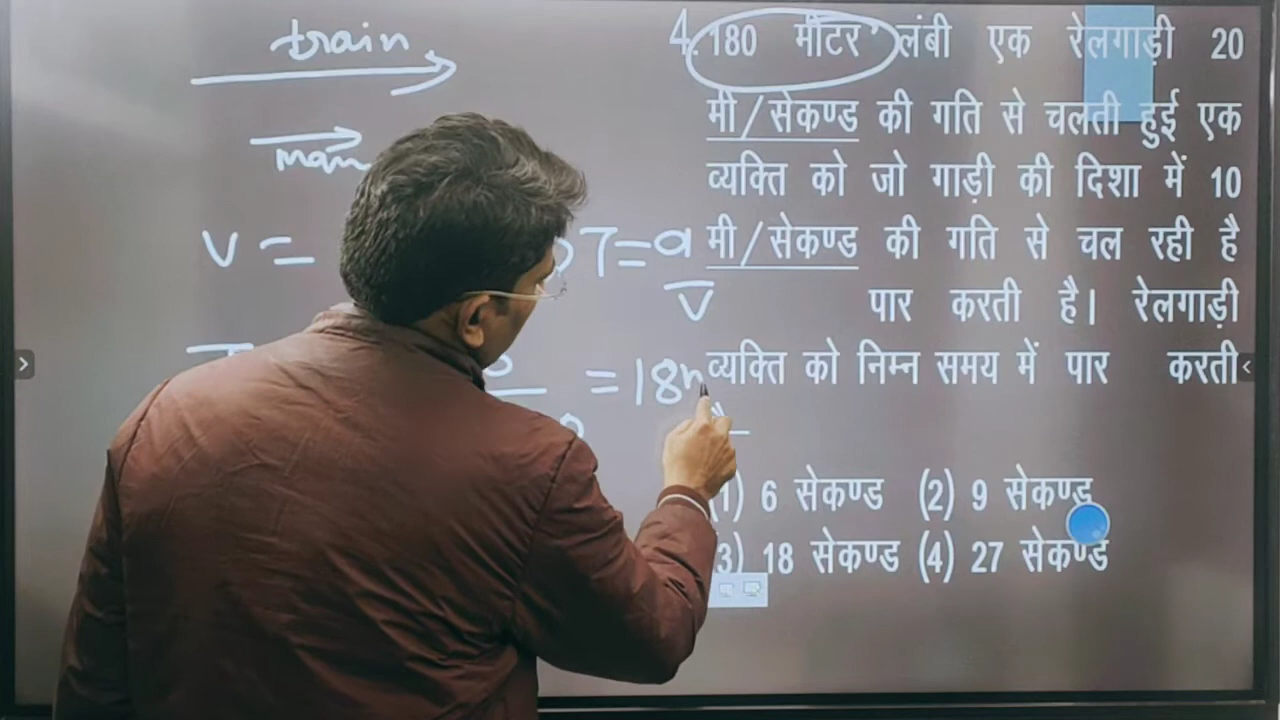 train
man
V =
T = a
V
= 18
4. 180 मीटर लंबी एक रेलगाड़ी 20
मी/सेकण्ड की गति से चलती हुई एक
व्यक्ति को जो गाड़ी की दिशा में 10
मी/सेकण्ड की गति से चल रही है
पार करती है। रेलगाड़ी
व्यक्ति को निम्न समय में पार करती
(1) 6 सेकण्ड (2) 9 सेकण्ड
(3) 18 सेकण्ड (4) 27 सेकण्ड